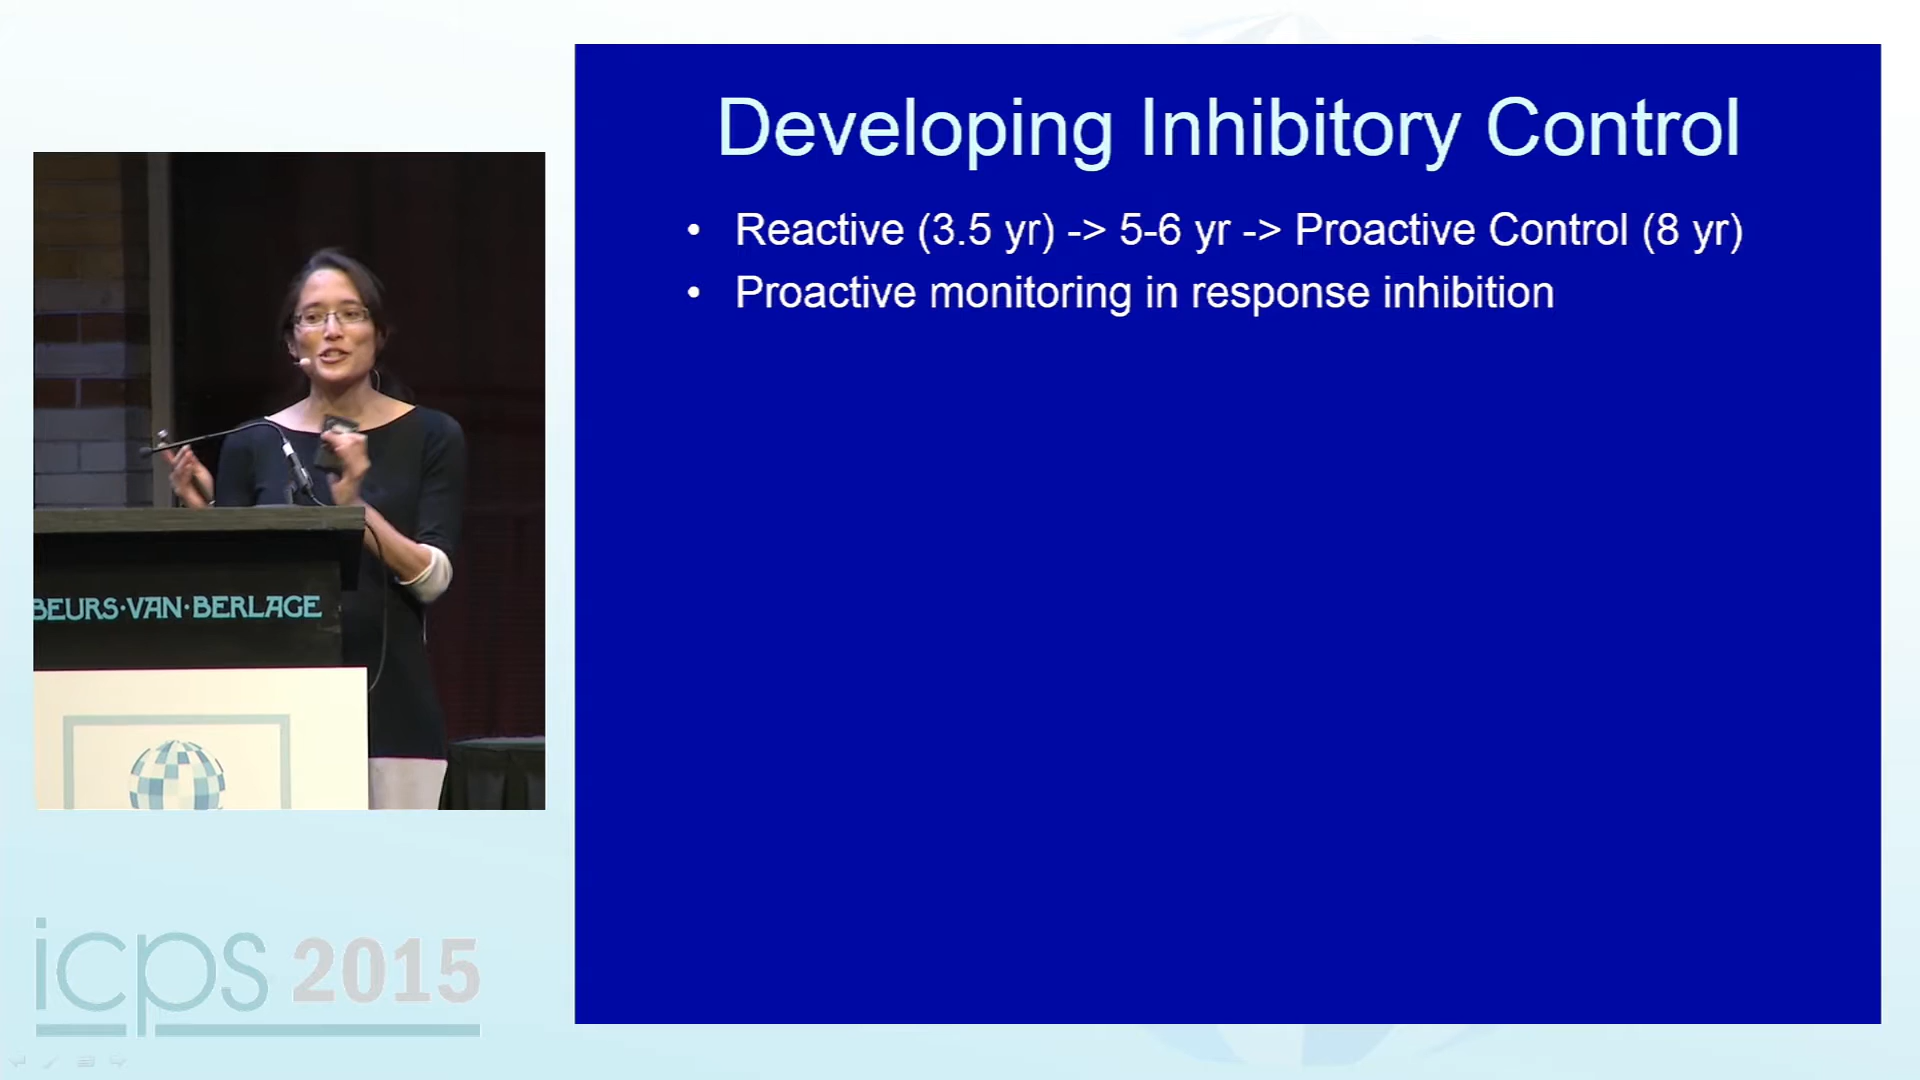 Developing Inhibitory Control
• Reactive (3.5 yr) -> 5-6 yr -> Proactive Control (8 yr)
• Proactive monitoring in response inhibition
BEURS·VAN·BERLAGE
icps 2015